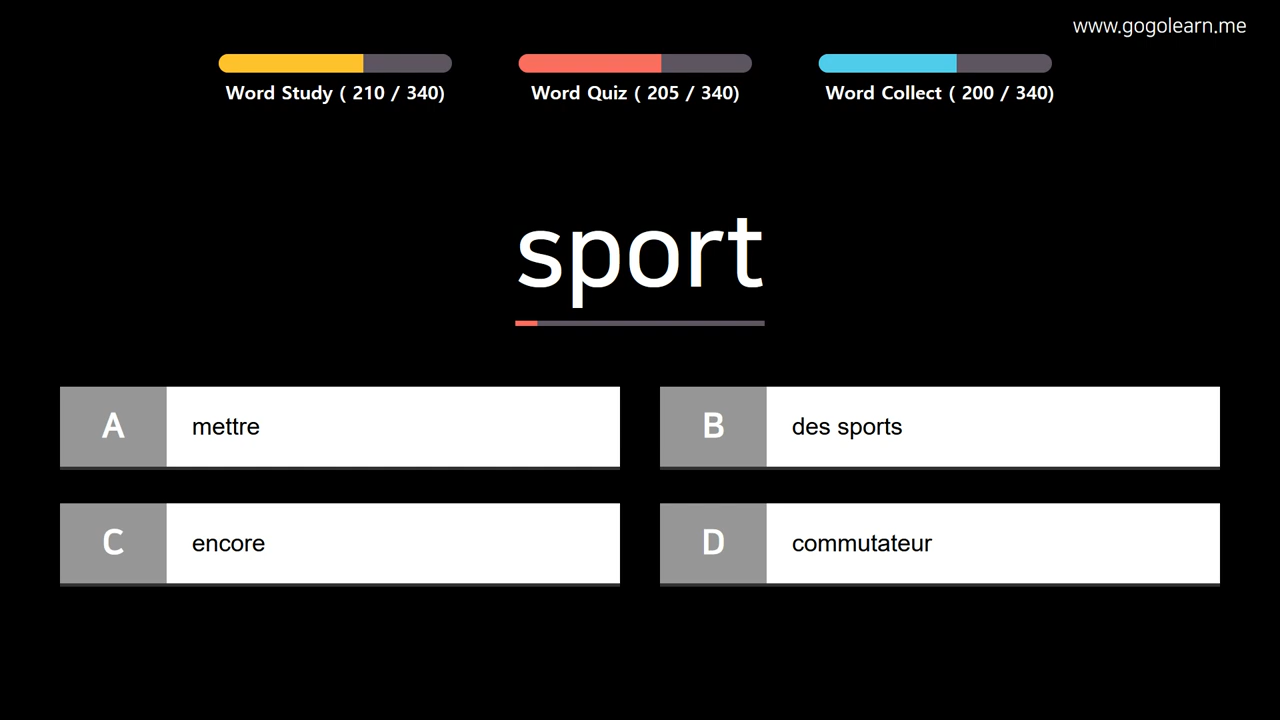 www.gogolearn.me
Word Study ( 210 / 340)
Word Quiz ( 205 / 340)
Word Collect ( 200 / 340)
sport
A mettre
B des sports
C encore
D commutateur